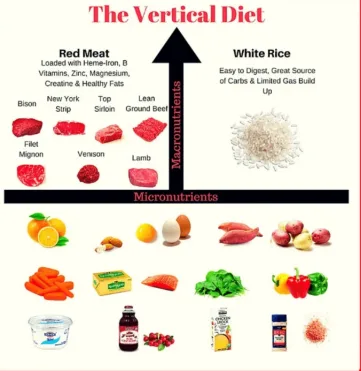 The Vertical Diet
Red Meat
Loaded with Heme-Iron, B
Vitamins, Zinc, Magnesium,
Creatine & Healthy Fats
Bison
New York
Strip
Top
Sirloin
Lean
Ground Beef
Filet
Mignon
Venison
Lamb
Macronutrients
White Rice
Easy to Digest, Great Source
of Carbs & Limited Gas Build
Up
Micronutrients